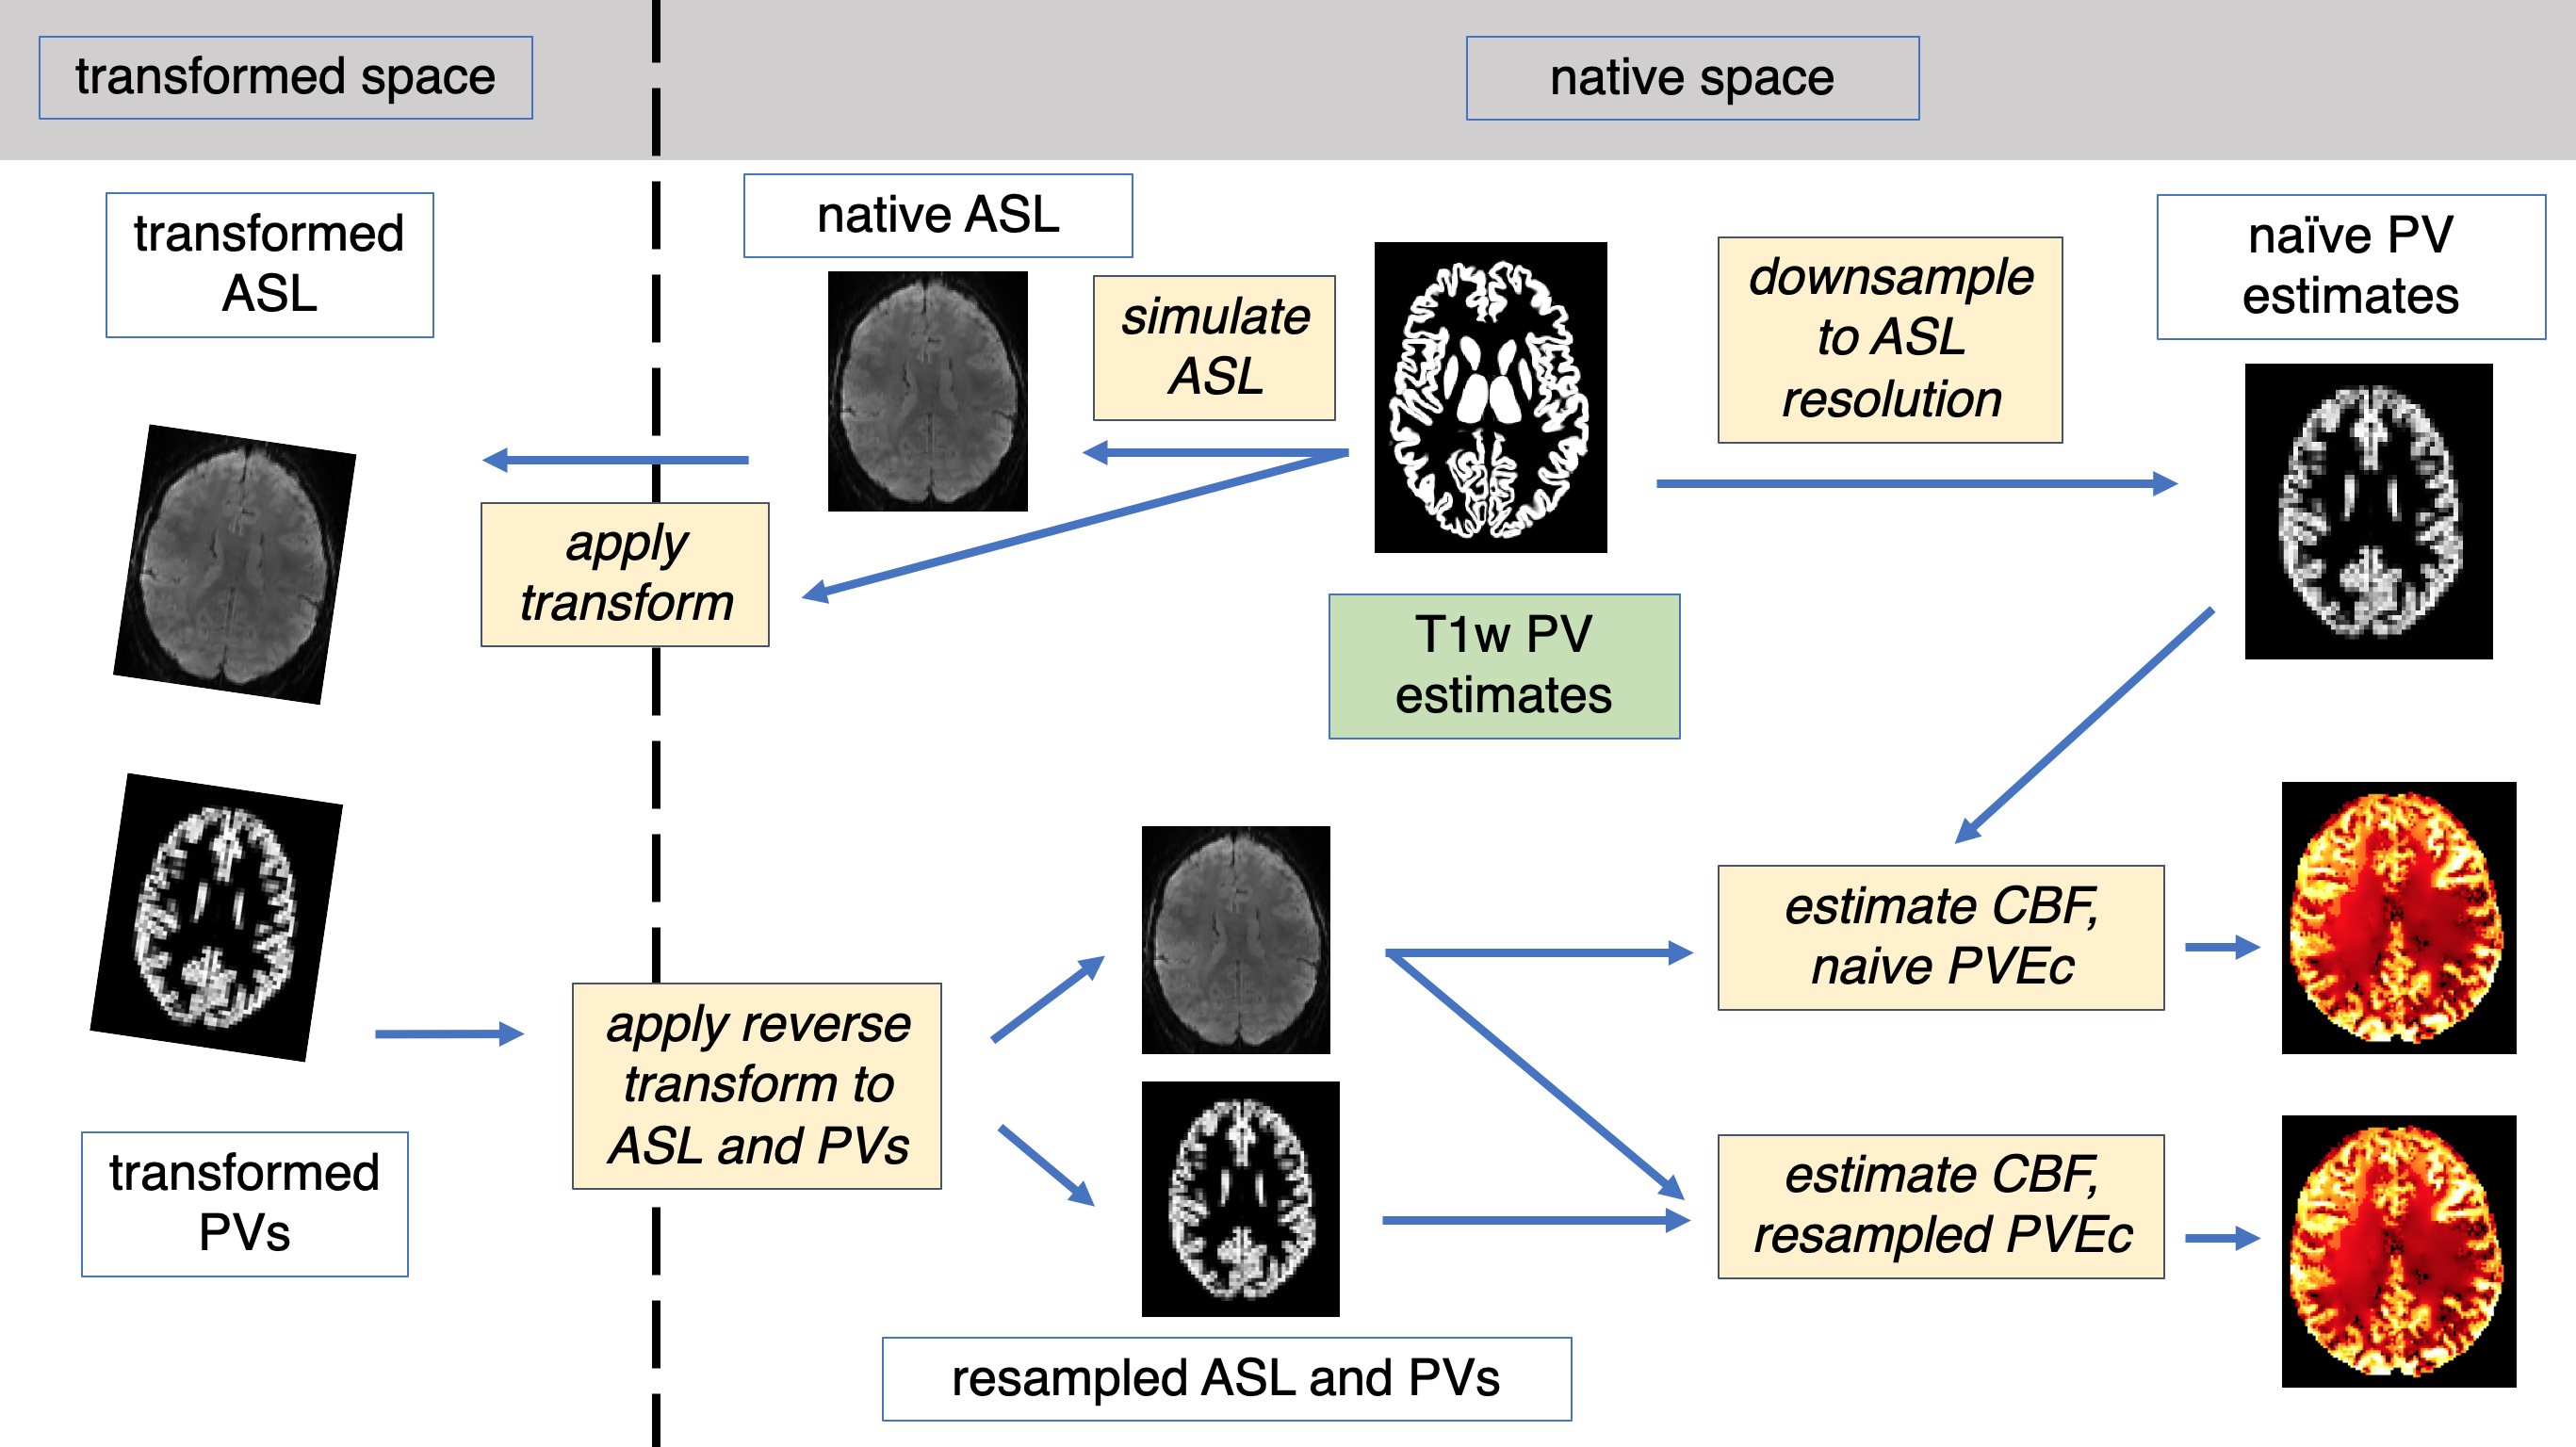 transformed space
native space
transformed
ASL
native ASL
simulate
ASL
downsample
to ASL
resolution
naïve PV
estimates
apply
transform
T1w PV
estimates
transformed
PVs
apply reverse
transform to
ASL and PVs
estimate CBF,
naive PVEc
estimate CBF,
resampled PVEc
resampled ASL and PVs